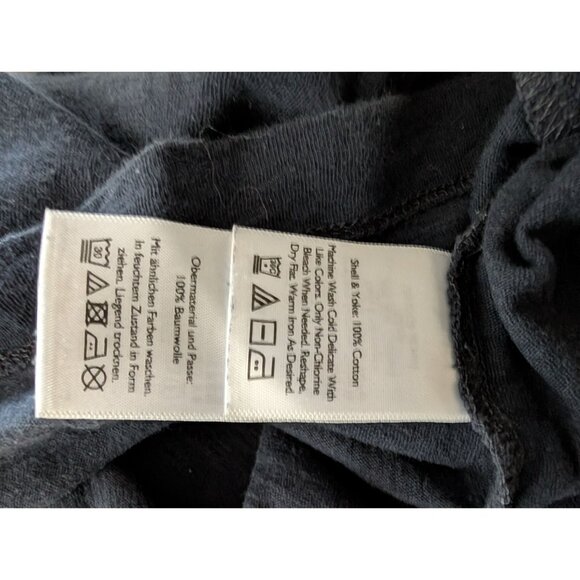 Shell & Yoke: 100% Cotton
Machine Wash Cold Delicate With
Like Colors. Only Non-Chlorine
Bleach When Needed. Reshape,
Dry Flat. Warm Iron As Desired.
Obermaterial und Passe:
100% Baumwolle
Mit ähnlichen Farben waschen.
In feuchtem Zustand in Form
ziehen. Liegend trocknen.
30